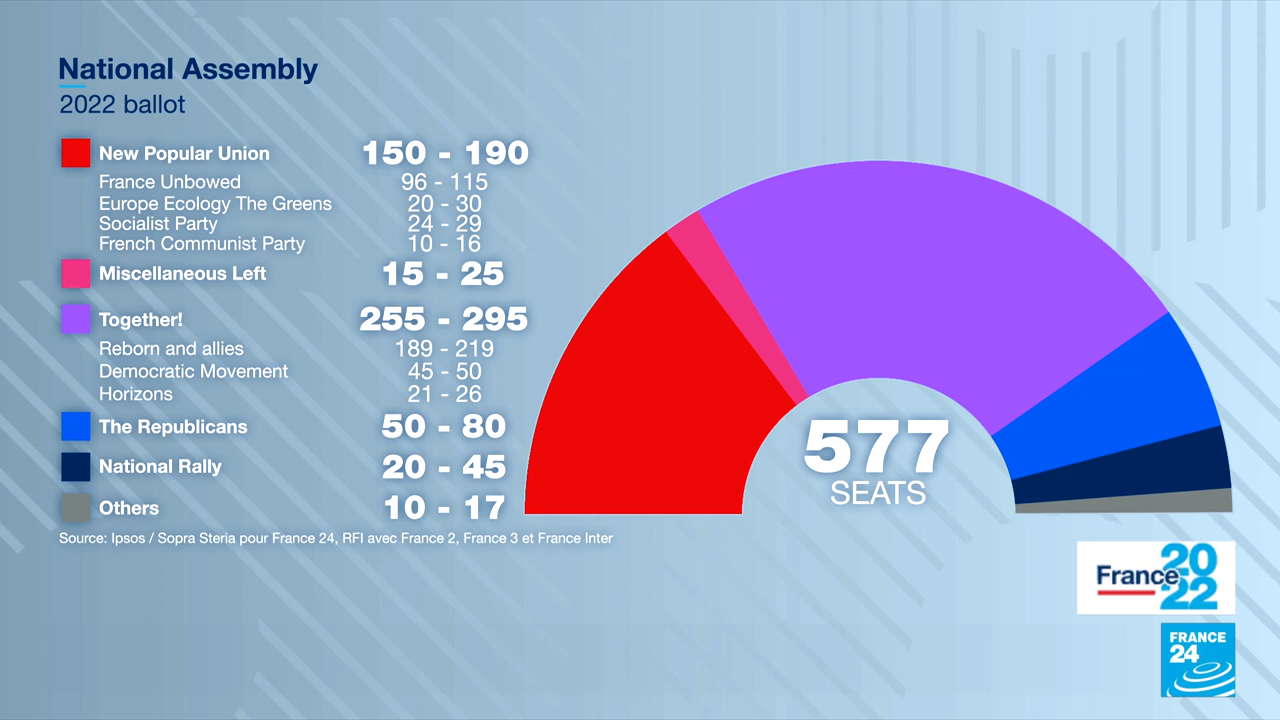 National Assembly
2022 ballot
New Popular Union 150 - 190
France Unbowed 96 - 115
Europe Ecology The Greens 20 - 30
Socialist Party 24 - 29
French Communist Party 10 - 16
Miscellaneous Left 15 - 25
Together! 255 - 295
Reborn and allies 189 - 219
Democratic Movement 45 - 50
Horizons 21 - 26
The Republicans 50 - 80
National Rally 20 - 45
Others 10 - 17
Source: Ipsos / Sopra Steria pour France 24, RFI avec France 2, France 3 et France Inter
577
SEATS
France 2022
FRANCE
24